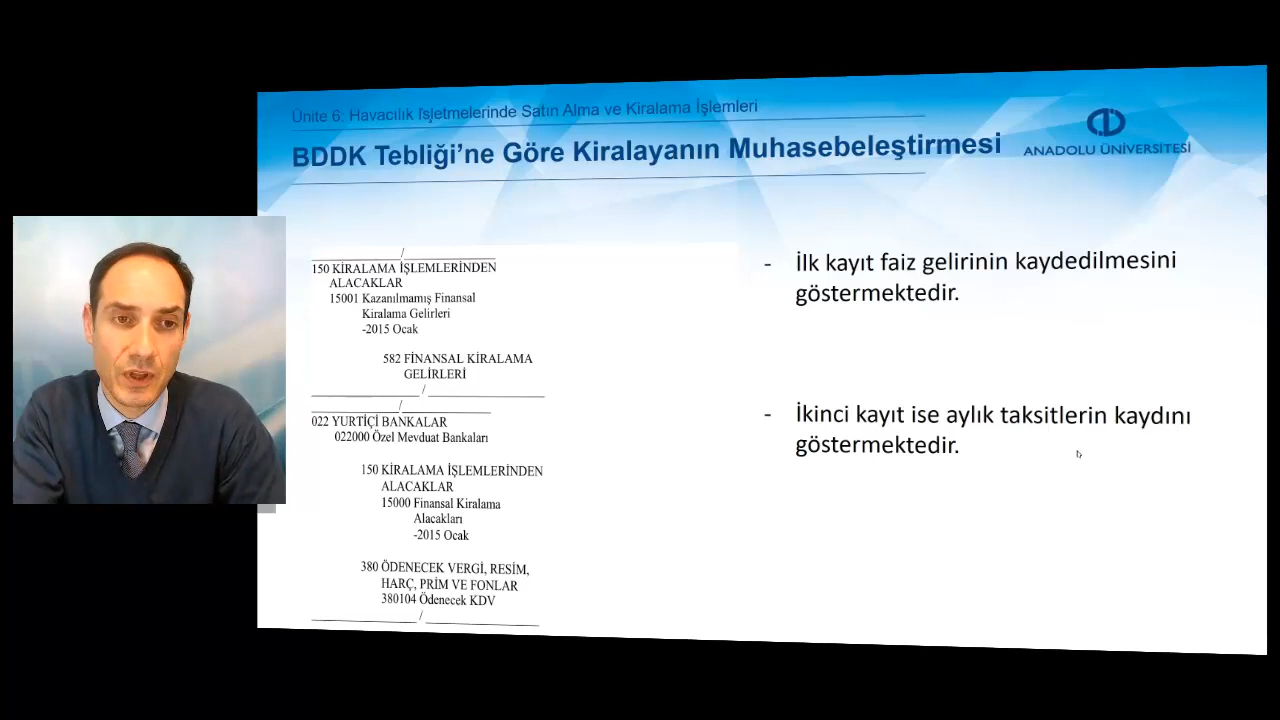 Ünite 6: Havacılık İşletmelerinde Satın Alma ve Kiralama İşlemleri
BDDK Tebliği'ne Göre Kiralayanın Muhasebeleştirmesi
ANADOLU ÜNİVERSİTESİ
/
150 KİRALAMA İŞLEMLERİNDEN
ALACAKLAR
15001 Kazanılmamış Finansal
Kiralama Gelirleri
-2015 Ocak
582 FİNANSAL KİRALAMA
GELİRLERİ
/
/
022 YURTİÇİ BANKALAR
022000 Özel Mevduat Bankaları
150 KİRALAMA İŞLEMLERİNDEN
ALACAKLAR
15000 Finansal Kiralama
Alacakları
-2015 Ocak
380 ÖDENECEK VERGİ, RESİM,
HARÇ, PRİM VE FONLAR
380104 Ödenecek KDV
/
- İlk kayıt faiz gelirinin kaydedilmesini
göstermektedir.
- İkinci kayıt ise aylık taksitlerin kaydını
göstermektedir.